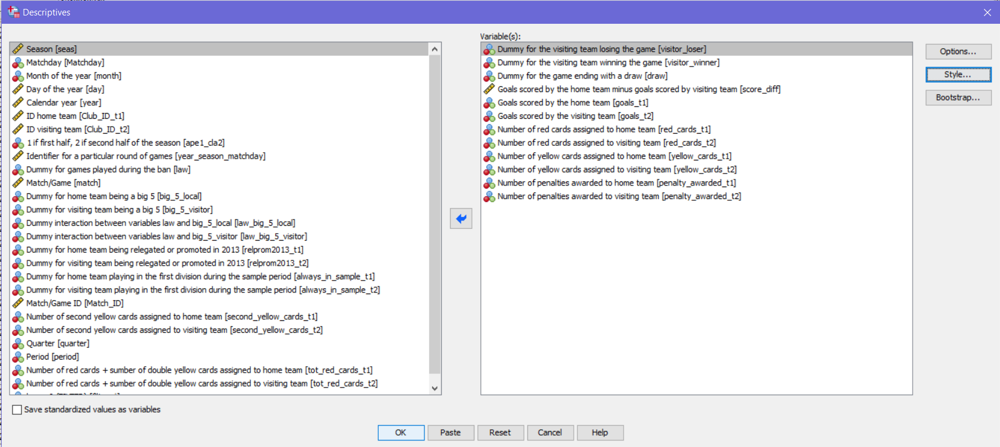 Descriptives
Variable(s):
Season [seas]
Matchday [Matchday]
Month of the year [month]
Day of the year [day]
Calendar year [year]
ID home team [Club_ID_t1]
ID visiting team [Club_ID_t2]
1 if first half, 2 if second half of the season [ape1_cla2]
Identifier for a particular round of games [year_season_matchday]
Dummy for games played during the ban [law]
Match/Game [match]
Dummy for home team being a big 5 [big_5_local]
Dummy for visiting team being a big 5 [big_5_visitor]
Dummy interaction between variables law and big_5_local [law_big_5_local]
Dummy interaction between variables law and big_5_visitor [law_big_5_visitor]
Dummy for home team being relegated or promoted in 2013 [relprom2013_t1]
Dummy for visiting team being relegated or promoted in 2013 [relprom2013_t2]
Dummy for home team playing in the first division during the sample period [always_in_sample_t1]
Dummy for visiting team playing in the first division during the sample period [always_in_sample_t2]
Match/Game ID [Match_ID]
Number of second yellow cards assigned to home team [second_yellow_cards_t1]
Number of second yellow cards assigned to visiting team [second_yellow_cards_t2]
Quarter [quarter]
Period [period]
Number of red cards + sumber of double yellow cards assigned to home team [tot_red_cards_t1]
Number of red cards + sumber of double yellow cards assigned to visiting team [tot_red_cards_t2]
Dummy for the visiting team losing the game [visitor_loser]
Dummy for the visiting team winning the game [visitor_winner]
Dummy for the game ending with a draw [draw]
Goals scored by the home team minus goals scored by visiting team [score_diff]
Goals scored by the home team [goals_t1]
Goals scored by the visiting team [goals_t2]
Number of red cards assigned to home team [red_cards_t1]
Number of red cards assigned to visiting team [red_cards_t2]
Number of yellow cards assigned to home team [yellow_cards_t1]
Number of yellow cards assigned to visiting team [yellow_cards_t2]
Number of penalties awarded to home team [penalty_awarded_t1]
Number of penalties awarded to visiting team [penalty_awarded_t2]
Options...
Style...
Bootstrap...
Save standardized values as variables
OK
Paste
Reset
Cancel
Help